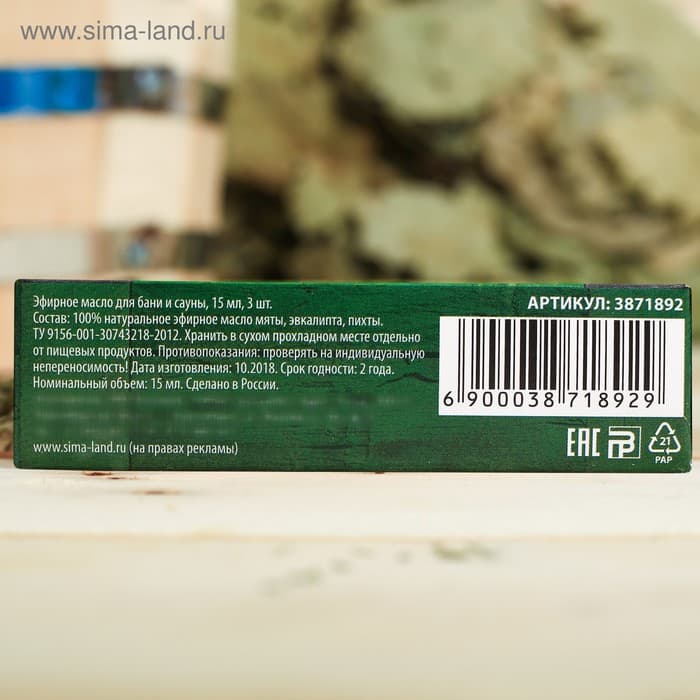 www.sima-land.ru
Эфирное масло для бани и сауны, 15 мл, 3 шт.
Состав: 100% натуральное эфирное масло мяты, эвкалипта, пихты.
ТУ 9156-001-30743218-2012. Хранить в сухом прохладном месте отдельно
от пищевых продуктов. Противопоказания: проверять на индивидуальную
непереносимость! Дата изготовления: 10.2018. Срок годности: 2 года.
Номинальный объем: 15 мл. Сделано в России.
www.sima-land.ru (на правах рекламы)
АРТИКУЛ: 3871892
6 900038 718929
EAC
21
PAP